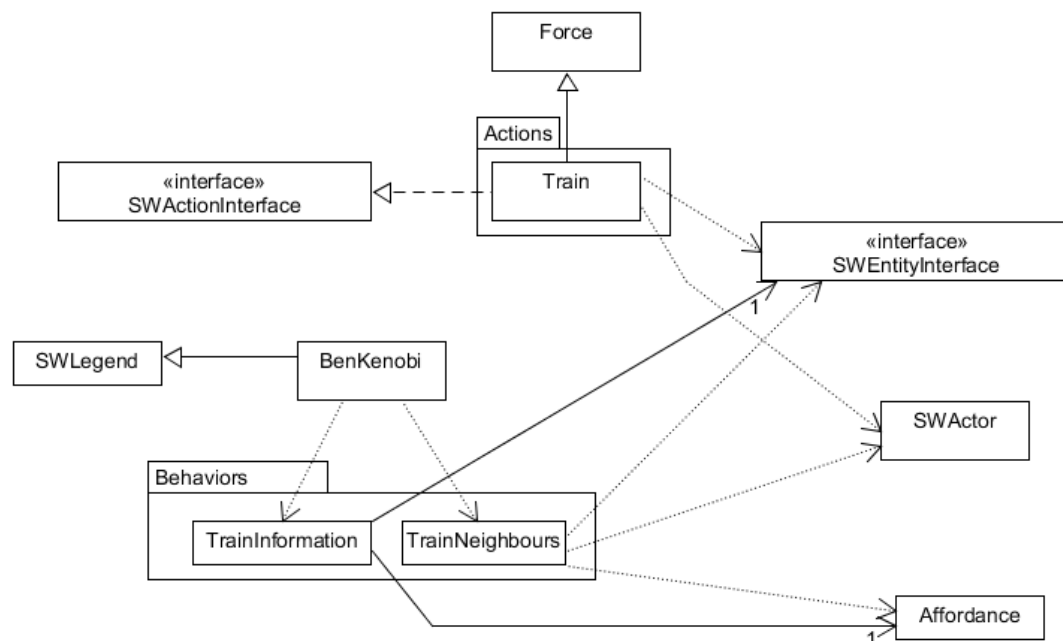 Force
Actions
Train
«interface»
SWActionInterface
«interface»
SWEntityInterface
1
SWLegend
BenKenobi
SWActor
Behaviors
TrainInformation
TrainNeighbours
Affordance
1